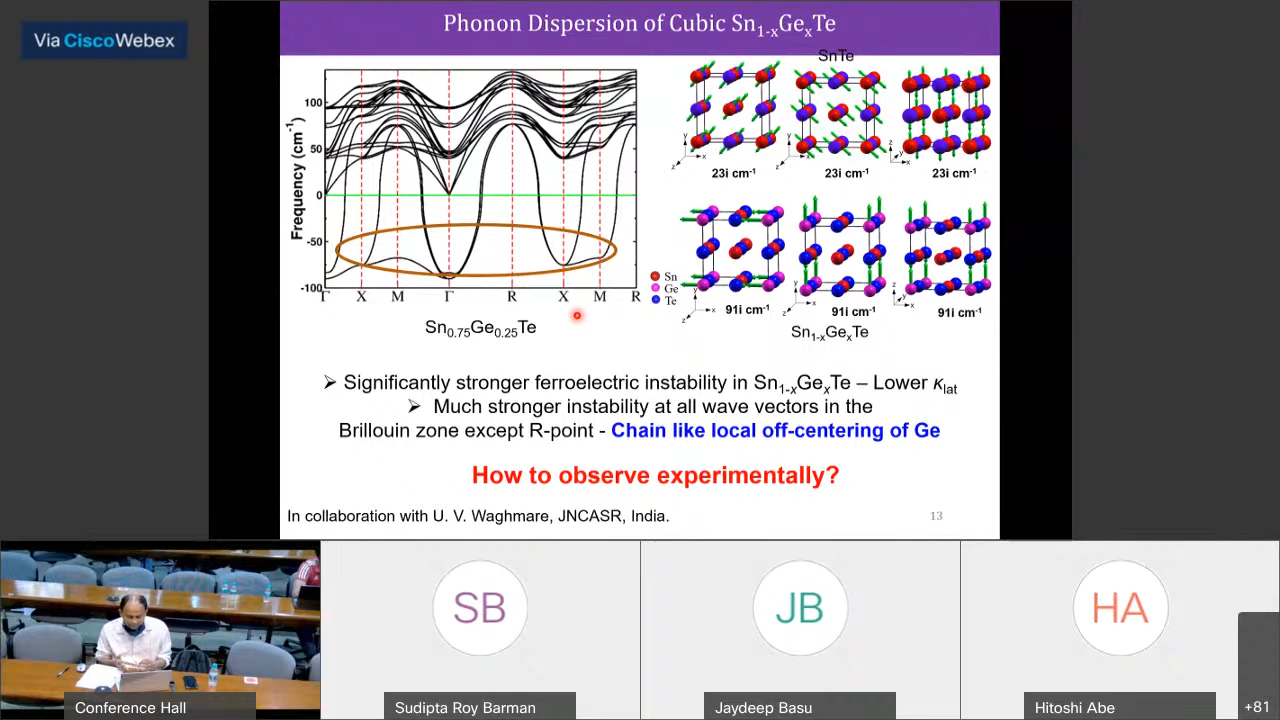 Via Cisco Webex
Phonon Dispersion of Cubic Sn1-xGexTe
SnTe
Frequency (cm-1)
100
50
0
-50
-100
Γ X M Γ R X M R
Sn0.75Ge0.25Te
y
x
z
y
x
z
z
y
x
23i cm-1 23i cm-1 23i cm-1
Sn
Ge
Te
y
x
z
y
x
z
z
y
x
91i cm-1 91i cm-1 91i cm-1
Sn1-xGexTe
➢ Significantly stronger ferroelectric instability in Sn1-xGexTe – Lower κlat
➢ Much stronger instability at all wave vectors in the
Brillouin zone except R-point - Chain like local off-centering of Ge
How to observe experimentally?
In collaboration with U. V. Waghmare, JNCASR, India.
13
SB
JB
HA
Conference Hall
Sudipta Roy Barman
Jaydeep Basu
Hitoshi Abe
+81